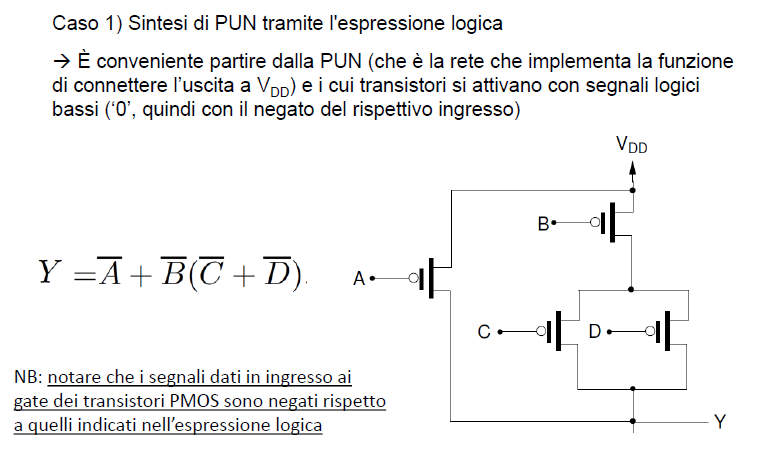 Caso 1) Sintesi di PUN tramite l'espressione logica
→ È conveniente partire dalla PUN (che è la rete che implementa la funzione
di connettere l'uscita a V_DD) e i cui transistori si attivano con segnali logici
bassi ('0', quindi con il negato del rispettivo ingresso)
V_DD
B
Y = A̅ + B̅(C̅ + D̅).
A
C
D
NB: notare che i segnali dati in ingresso ai
gate dei transistori PMOS sono negati rispetto
a quelli indicati nell'espressione logica
Y